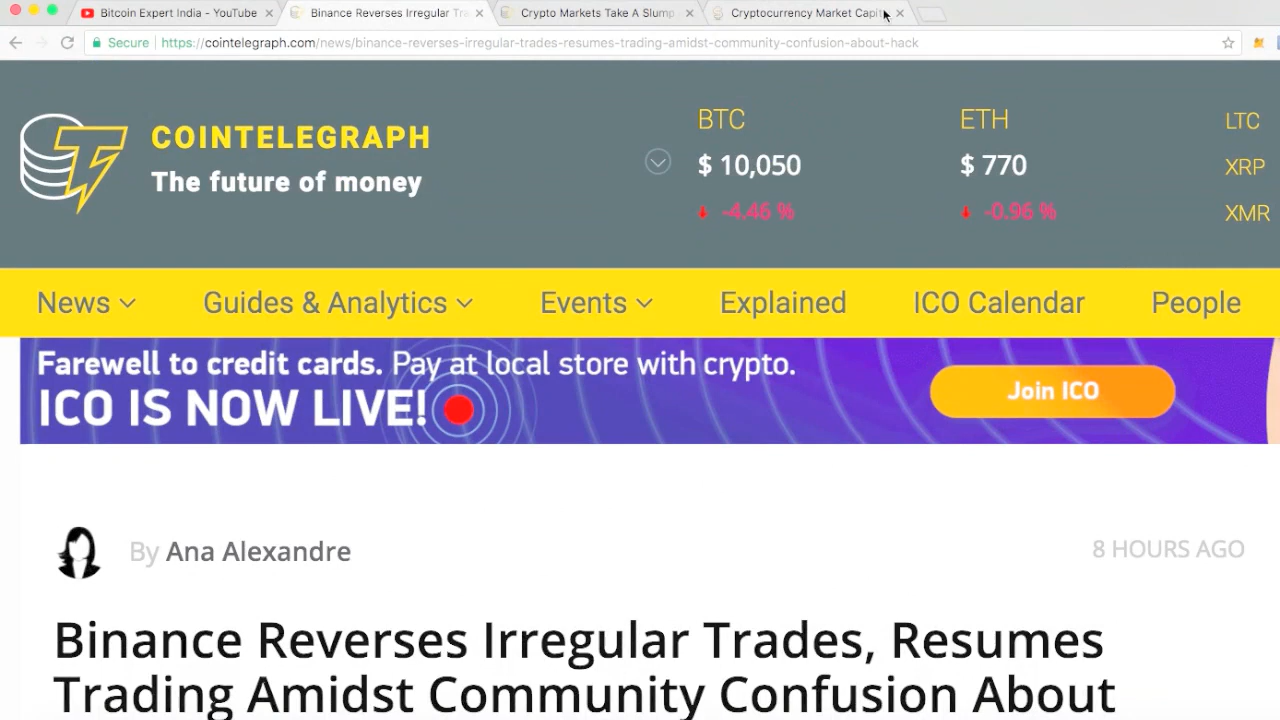 Bitcoin Expert India - YouTube
Binance Reverses Irregular Tra
Crypto Markets Take A Slump
Cryptocurrency Market Capit
Secure
https://cointelegraph.com/news/binance-reverses-irregular-trades-resumes-trading-amidst-community-confusion-about-hack
COINTELEGRAPH
The future of money
BTC
$ 10,050
-4.46 %
ETH
$ 770
-0.96 %
LTC
XRP
XMR
News
Guides & Analytics
Events
Explained
ICO Calendar
People
Farewell to credit cards. Pay at local store with crypto.
ICO IS NOW LIVE!
Join ICO
By Ana Alexandre
8 HOURS AGO
Binance Reverses Irregular Trades, Resumes
Trading Amidst Community Confusion About